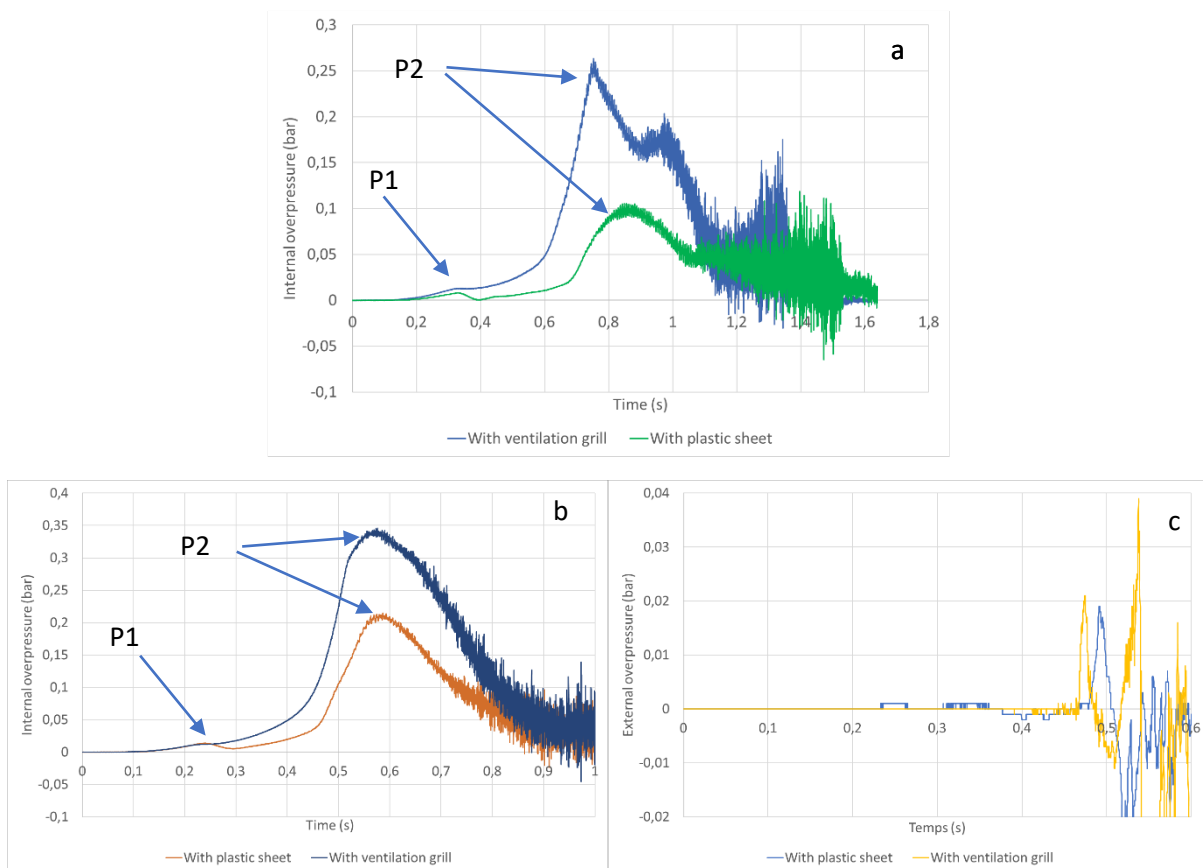 a
0,3
0,25
0,2
0,15
0,1
0,05
0
-0,05
-0,1
Internal overpressure (bar)
P2
P1
0 0,2 0,4 0,6 0,8 1 1,2 1,4 1,6 1,8
Time (s)
With ventilation grill With plastic sheet
b
0,4
0,35
0,3
0,25
0,2
0,15
0,1
0,05
0
-0,05
-0,1
Internal overpressure (bar)
P2
P1
0 0,1 0,2 0,3 0,4 0,5 0,6 0,7 0,8 0,9 1
Time (s)
With plastic sheet With ventilation grill
c
0,04
0,03
0,02
0,01
0
-0,01
-0,02
External overpressure (bar)
0 0,1 0,2 0,3 0,4 0,5 0,6
Temps (s)
With plastic sheet With ventilation grill